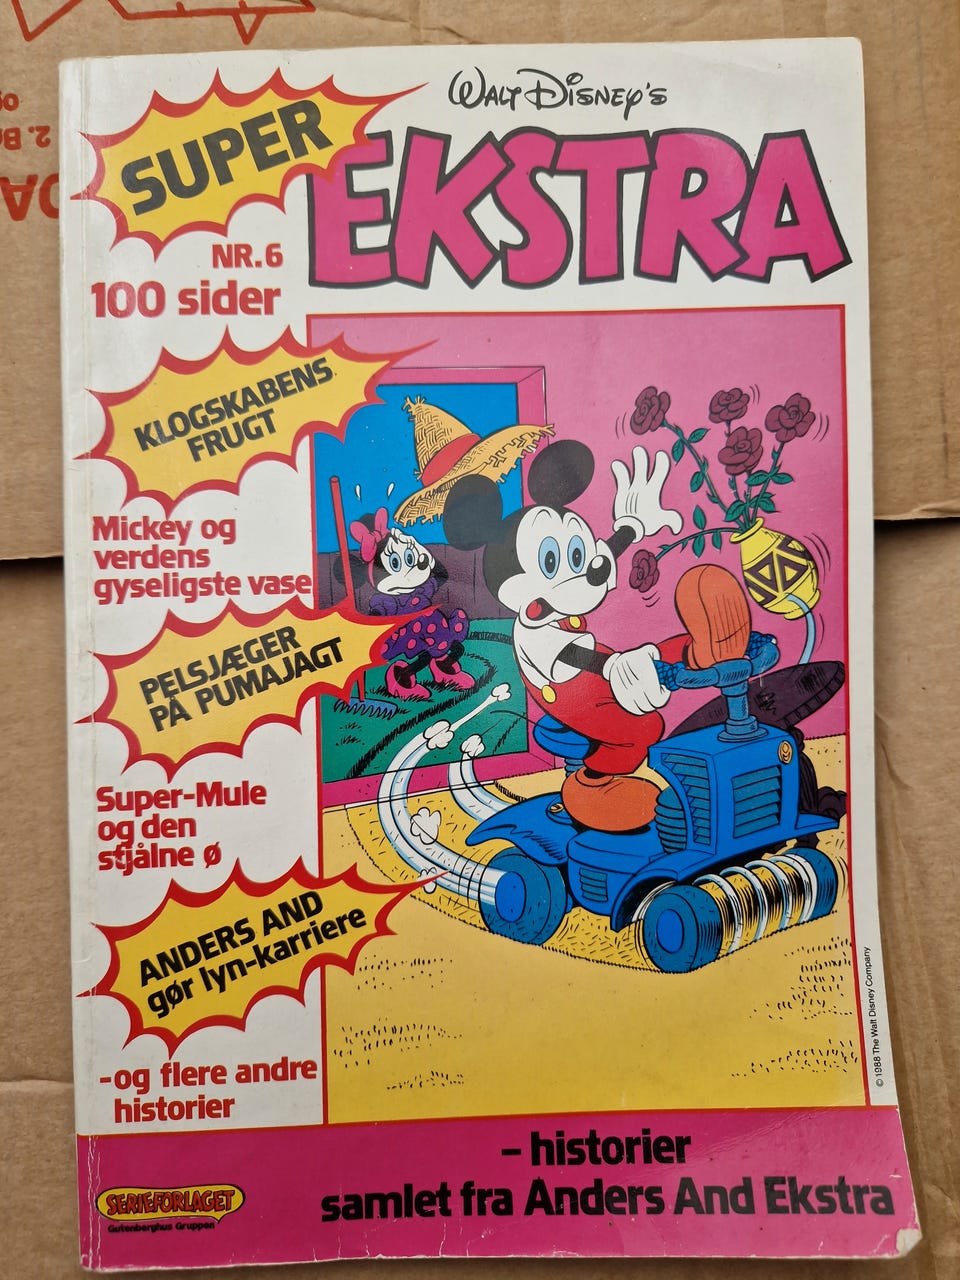 WALT DISNEY'S
SUPER
EKSTRA
NR.6
100 sider
KLOGSKABENS
FRUGT
Mickey og
verdens
gyseligste vase
PELSJÆGER
PÅ PUMAJAGT
Super-Mule
og den
stjålne ø
ANDERS AND
gør lyn-karriere
-og flere andre
historier
© 1988 The Walt Disney Company
- historier
samlet fra Anders And Ekstra
SERIEFORLAGET
Gutenberghus Gruppen